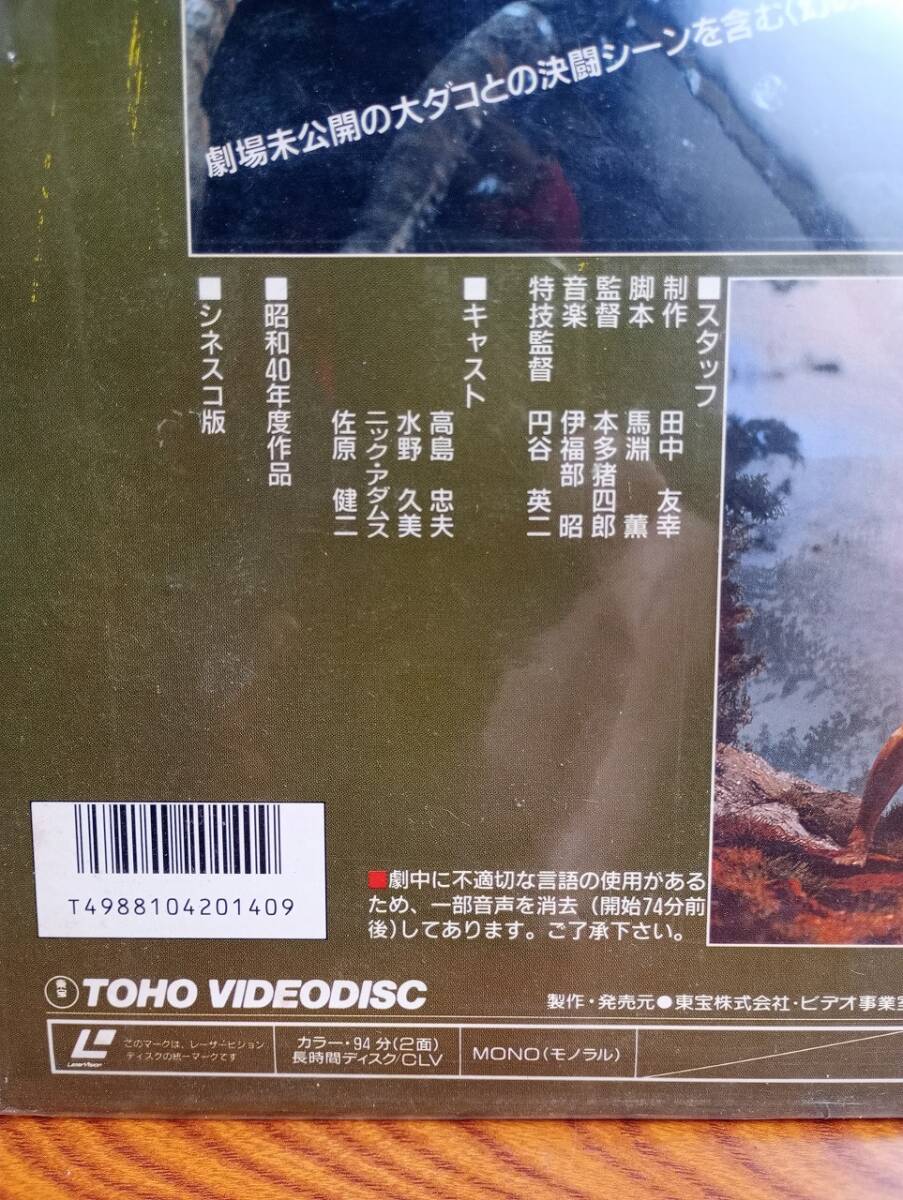 劇場未公開の大ダコとの決闘シーンを含む
■スタッフ
制作 田中 友幸
脚本 馬淵 薫
監督 本多猪四郎
音楽 伊福部 昭
特技監督 円谷 英二
■キャスト
高島 忠夫
水野 久美
ニック・アダムス
佐原 健二
■昭和40年度作品
■シネスコ版
T4988104201409
■劇中に不適切な言語の使用がある
ため、一部音声を消去（開始74分前
後）してあります。ご了承下さい。
東宝 TOHO VIDEODISC
製作・発売元●東宝株式会社・ビデオ事業室
LaserVision
このマークは、レーザービジョン
ディスクの統一マークです
カラー・94分(2面)
長時間ディスク/CLV
MONO(モノラル)